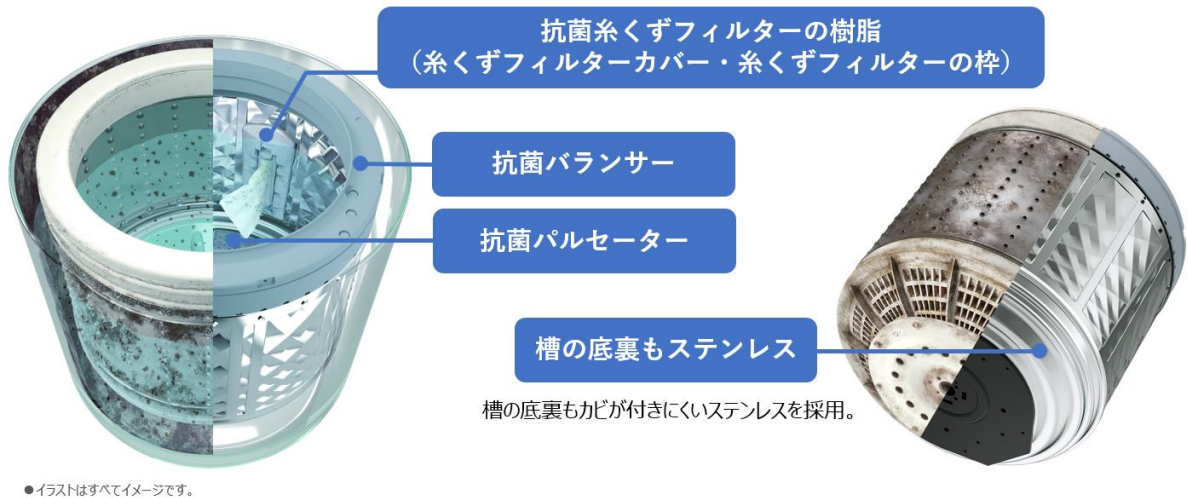 抗菌糸くずフィルターの樹脂
（糸くずフィルターカバー・糸くずフィルターの枠）
抗菌バランサー
抗菌パルセーター
槽の底裏もステンレス
槽の底裏もカビが付きにくいステンレスを採用。
●イラストはすべてイメージです。